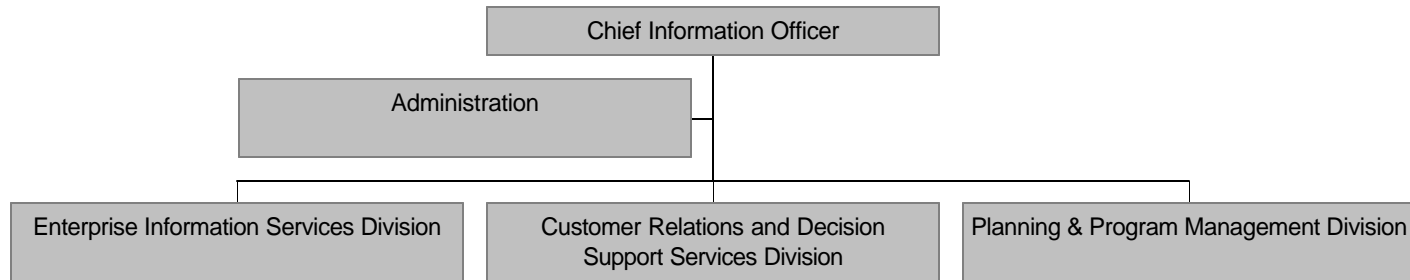 Chief Information Officer
Administration
Enterprise Information Services Division
Customer Relations and Decision
Support Services Division
Planning & Program Management Division